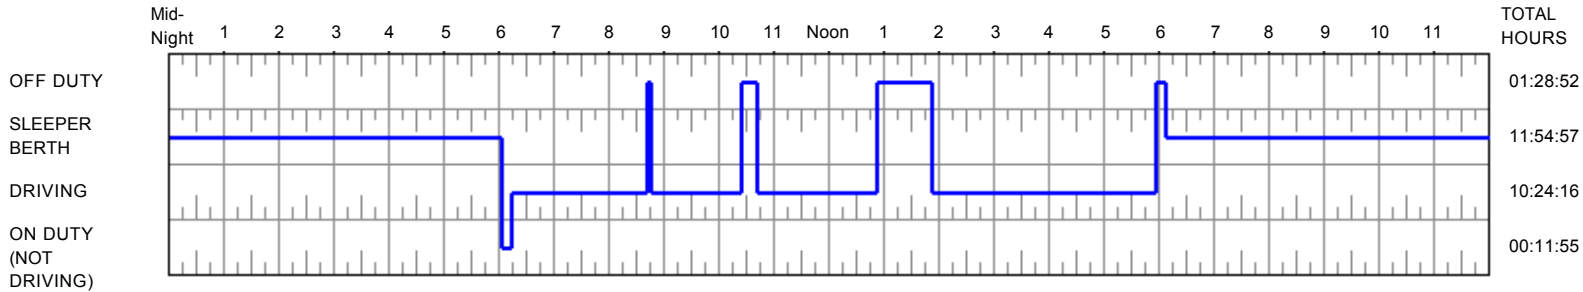 Mid-
Night 1 2 3 4 5 6 7 8 9 10 11 Noon 1 2 3 4 5 6 7 8 9 10 11
TOTAL
HOURS
OFF DUTY 01:28:52
SLEEPER
BERTH 11:54:57
DRIVING 10:24:16
ON DUTY
(NOT 00:11:55
DRIVING)